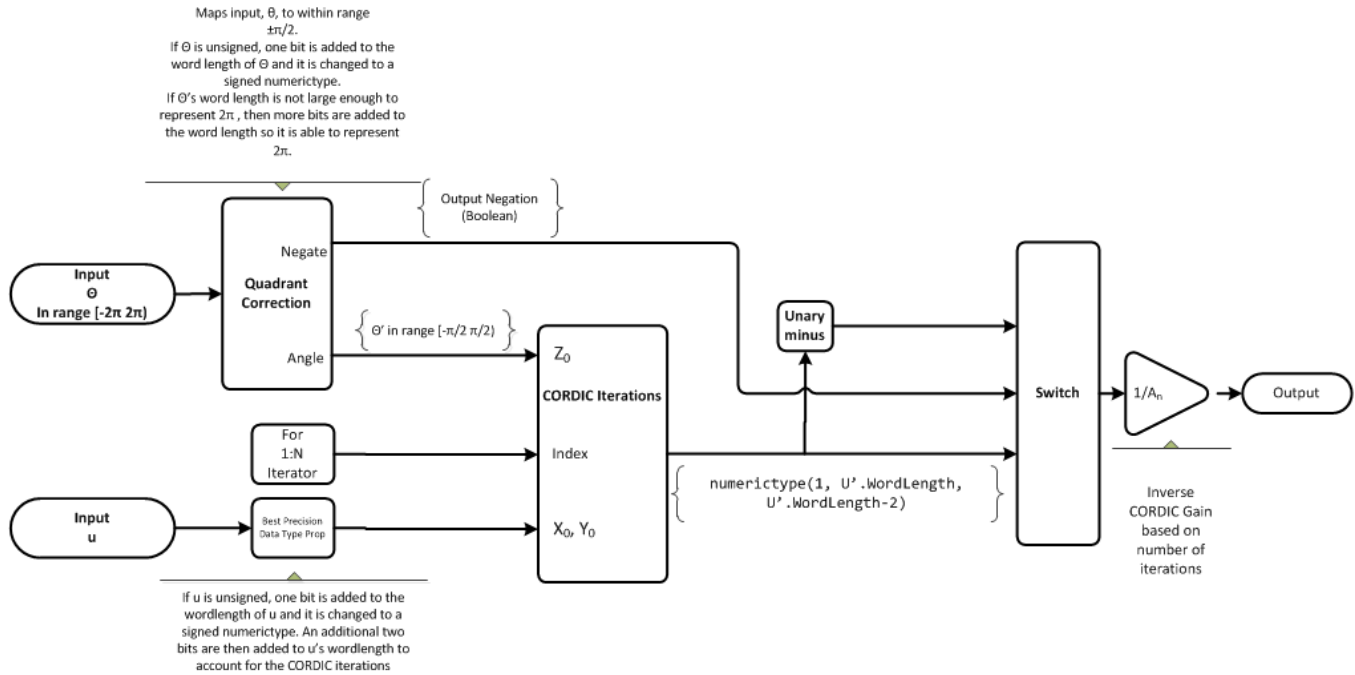 Maps input, θ, to within range
±π/2.
If Θ is unsigned, one bit is added to the
word length of Θ and it is changed to a
signed numerictype.
If Θ's word length is not large enough to
represent 2π , then more bits are added to
the word length so it is able to represent
2π.
Output Negation
(Boolean)
Negate
Input
Θ
In range [-2π 2π)
Quadrant
Correction
Unary
minus
Θ' in range [-π/2 π/2)
Angle
Z₀
CORDIC Iterations
Switch
1/Aₙ
Output
For
1:N
Iterator
Index
numerictype(1, U'.WordLength,
U'.WordLength-2)
Input
u
Best Precision
Data Type Prop
X₀, Y₀
Inverse
CORDIC Gain
based on
number of
iterations
If u is unsigned, one bit is added to the
wordlength of u and it is changed to a
signed numerictype. An additional two
bits are then added to u's wordlength to
account for the CORDIC iterations